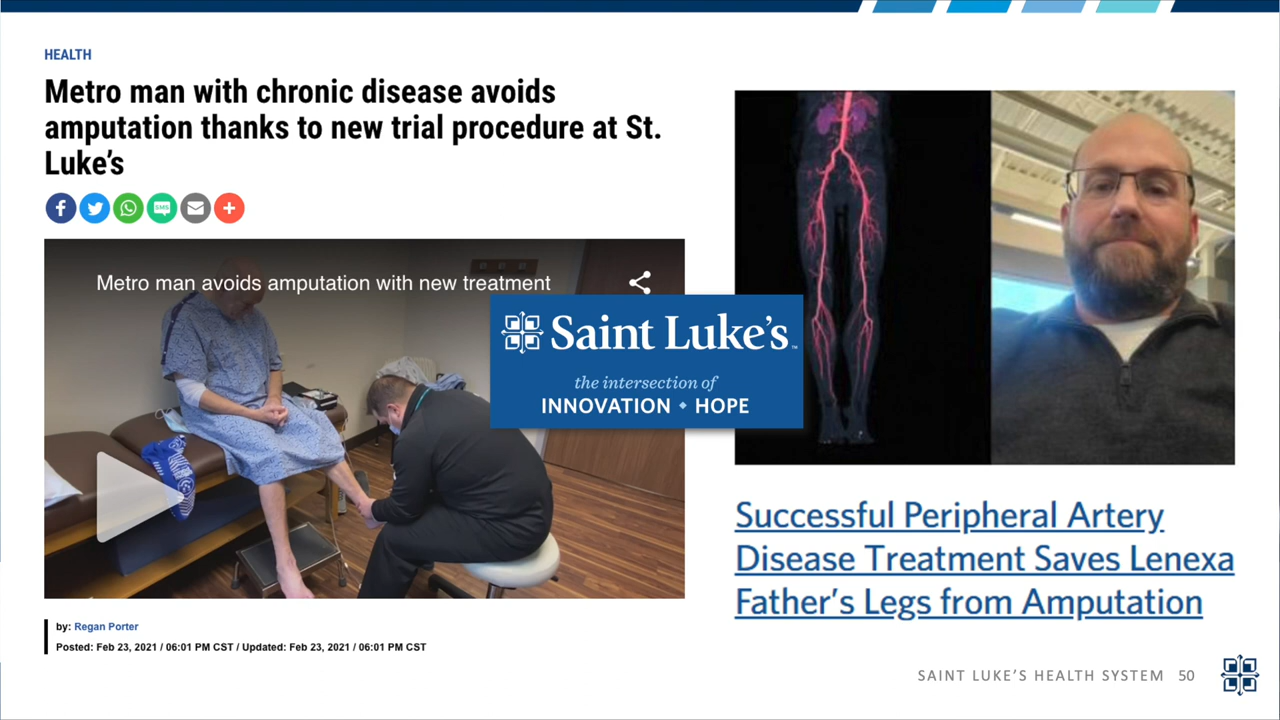 HEALTH
Metro man with chronic disease avoids
amputation thanks to new trial procedure at St.
Luke’s
SMS
Metro man avoids amputation with new treatment
Saint Luke’s™
the intersection of
INNOVATION • HOPE
by: Regan Porter
Posted: Feb 23, 2021 / 06:01 PM CST / Updated: Feb 23, 2021 / 06:01 PM CST
Successful Peripheral Artery
Disease Treatment Saves Lenexa
Father’s Legs from Amputation
SAINT LUKE’S HEALTH SYSTEM 50